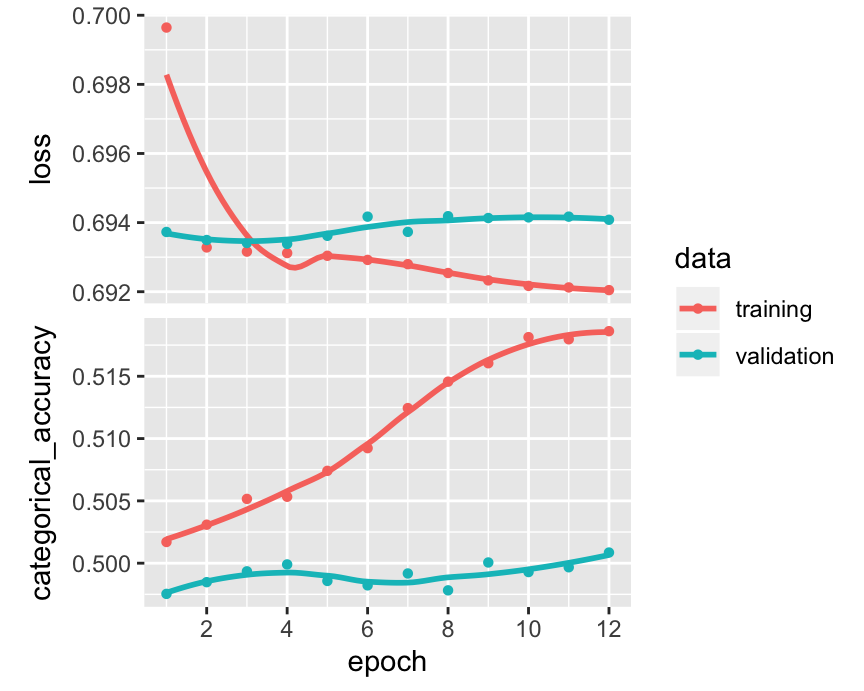 0.700
0.698
0.696
0.694
0.692
loss
0.515
0.510
0.505
0.500
categorical_accuracy
2 4 6 8 10 12
epoch
data
training
validation